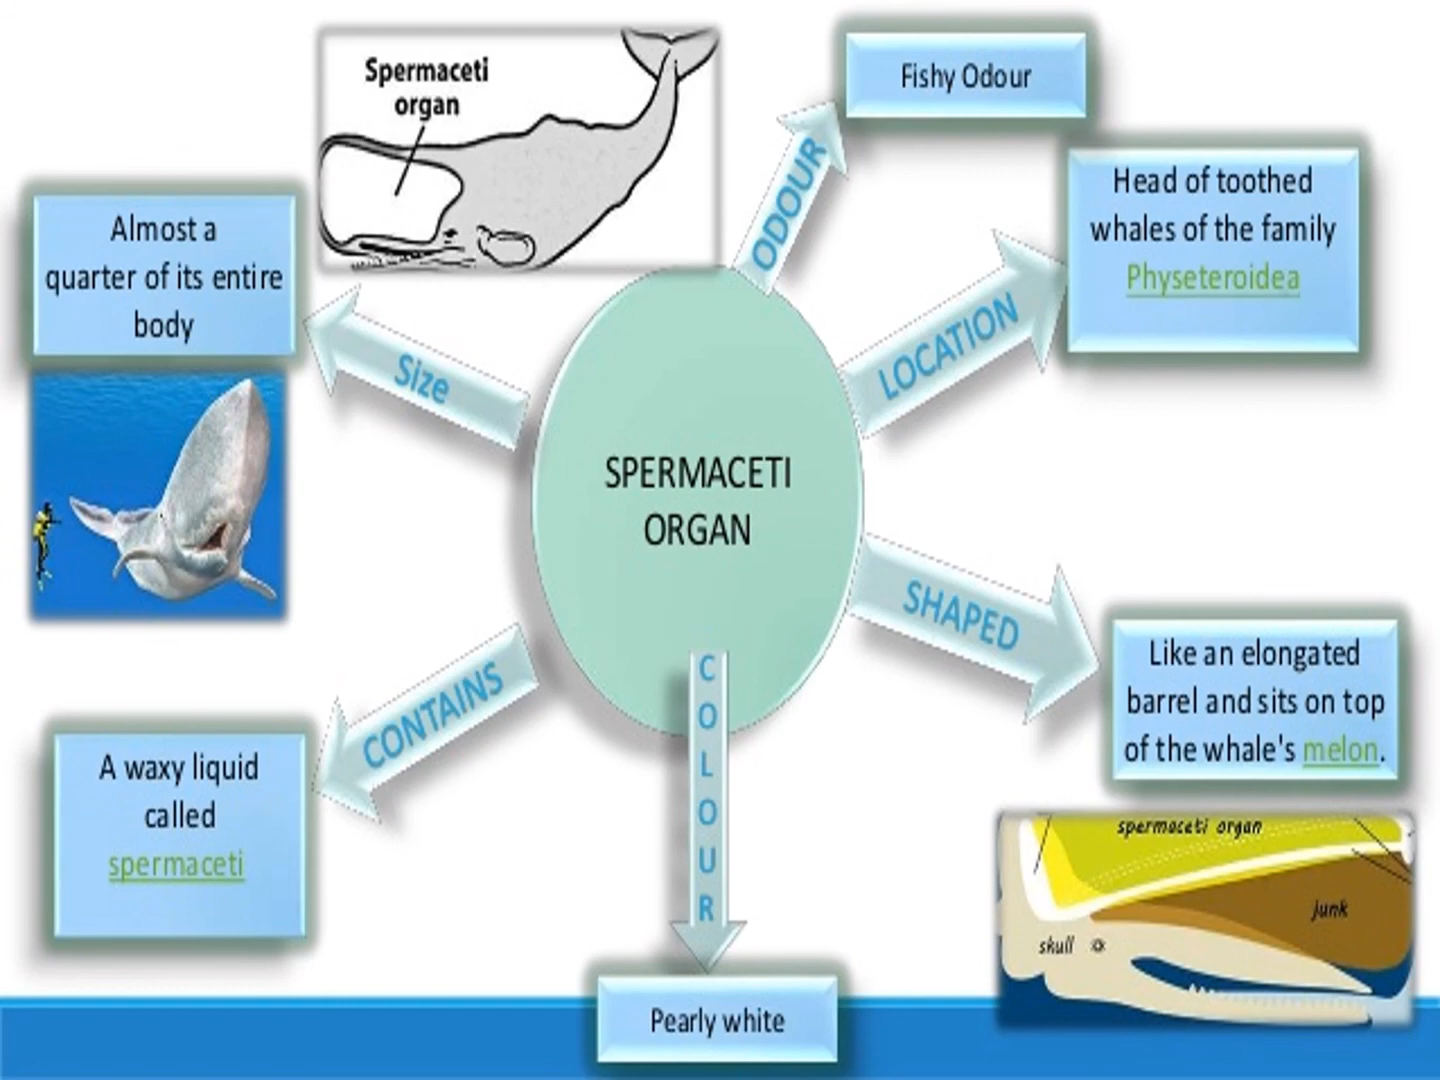 Spermaceti
organ
Fishy Odour
ODOUR
Head of toothed
whales of the family
Physeteroidea
LOCATION
Almost a
quarter of its entire
body
Size
SPERMACETI
ORGAN
SHAPED
Like an elongated
barrel and sits on top
of the whale's melon.
CONTAINS
A waxy liquid
called
spermaceti
COLOUR
Pearly white
spermaceti organ
junk
skull